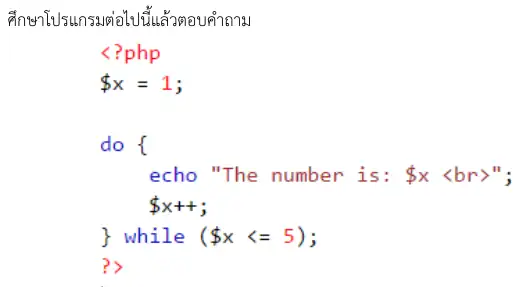 ศึกษาโปรแกรมต่อไปนี้แล้วตอบคำถาม
<?php
$x = 1;
do {
echo "The number is: $x <br>";
$x++;
} while ($x <= 5);
?>